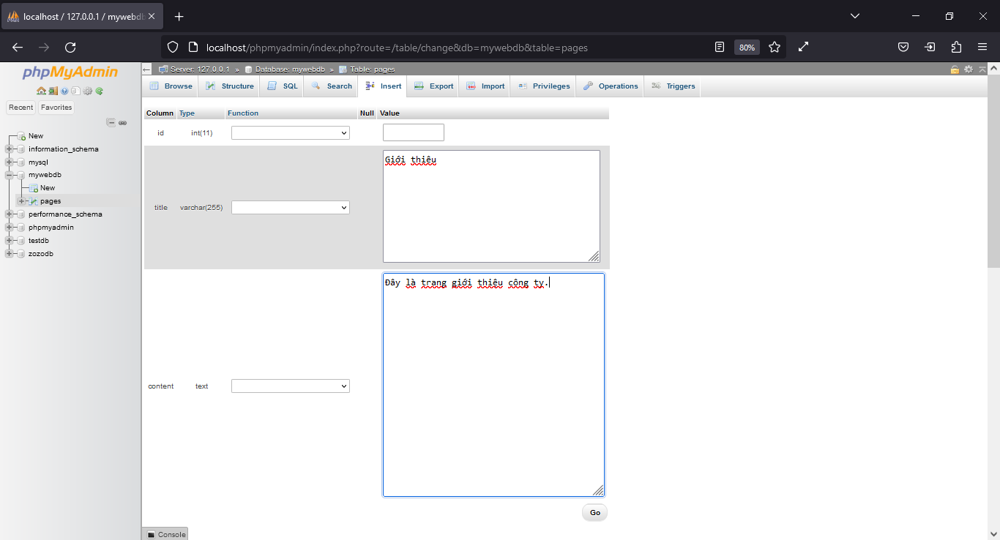 localhost / 127.0.0.1 / mywebdb
localhost/phpmyadmin/index.php?route=/table/change&db=mywebdb&table=pages
80%
phpMyAdmin
Recent
Favorites
New
information_schema
mysql
mywebdb
New
pages
performance_schema
phpmyadmin
testdb
zozodb
Server: 127.0.0.1 » Database: mywebdb » Table: pages
Browse Structure SQL Search Insert Export Import Privileges Operations Triggers
Column Type Function Null Value
id int(11)
title varchar(255)
Giới thiệu
content text
Đây là trang giới thiệu công ty.
Go
Console